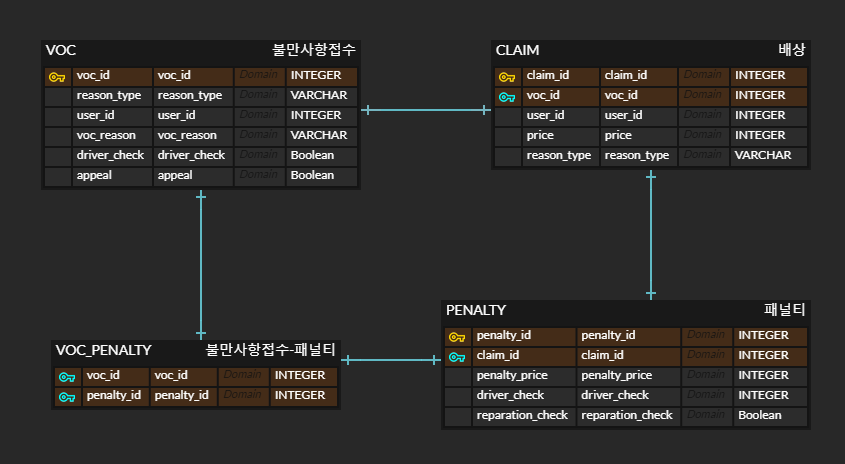 VOC 불만사항접수
voc_id voc_id Domain INTEGER
reason_type reason_type Domain VARCHAR
user_id user_id Domain INTEGER
voc_reason voc_reason Domain VARCHAR
driver_check driver_check Domain Boolean
appeal appeal Domain Boolean
CLAIM 배상
claim_id claim_id Domain INTEGER
voc_id voc_id Domain INTEGER
user_id user_id Domain INTEGER
price price Domain INTEGER
reason_type reason_type Domain VARCHAR
VOC_PENALTY 불만사항접수-패널티
voc_id voc_id Domain INTEGER
penalty_id penalty_id Domain INTEGER
PENALTY 패널티
penalty_id penalty_id Domain INTEGER
claim_id claim_id Domain INTEGER
penalty_price penalty_price Domain INTEGER
driver_check driver_check Domain INTEGER
reparation_check reparation_check Domain Boolean